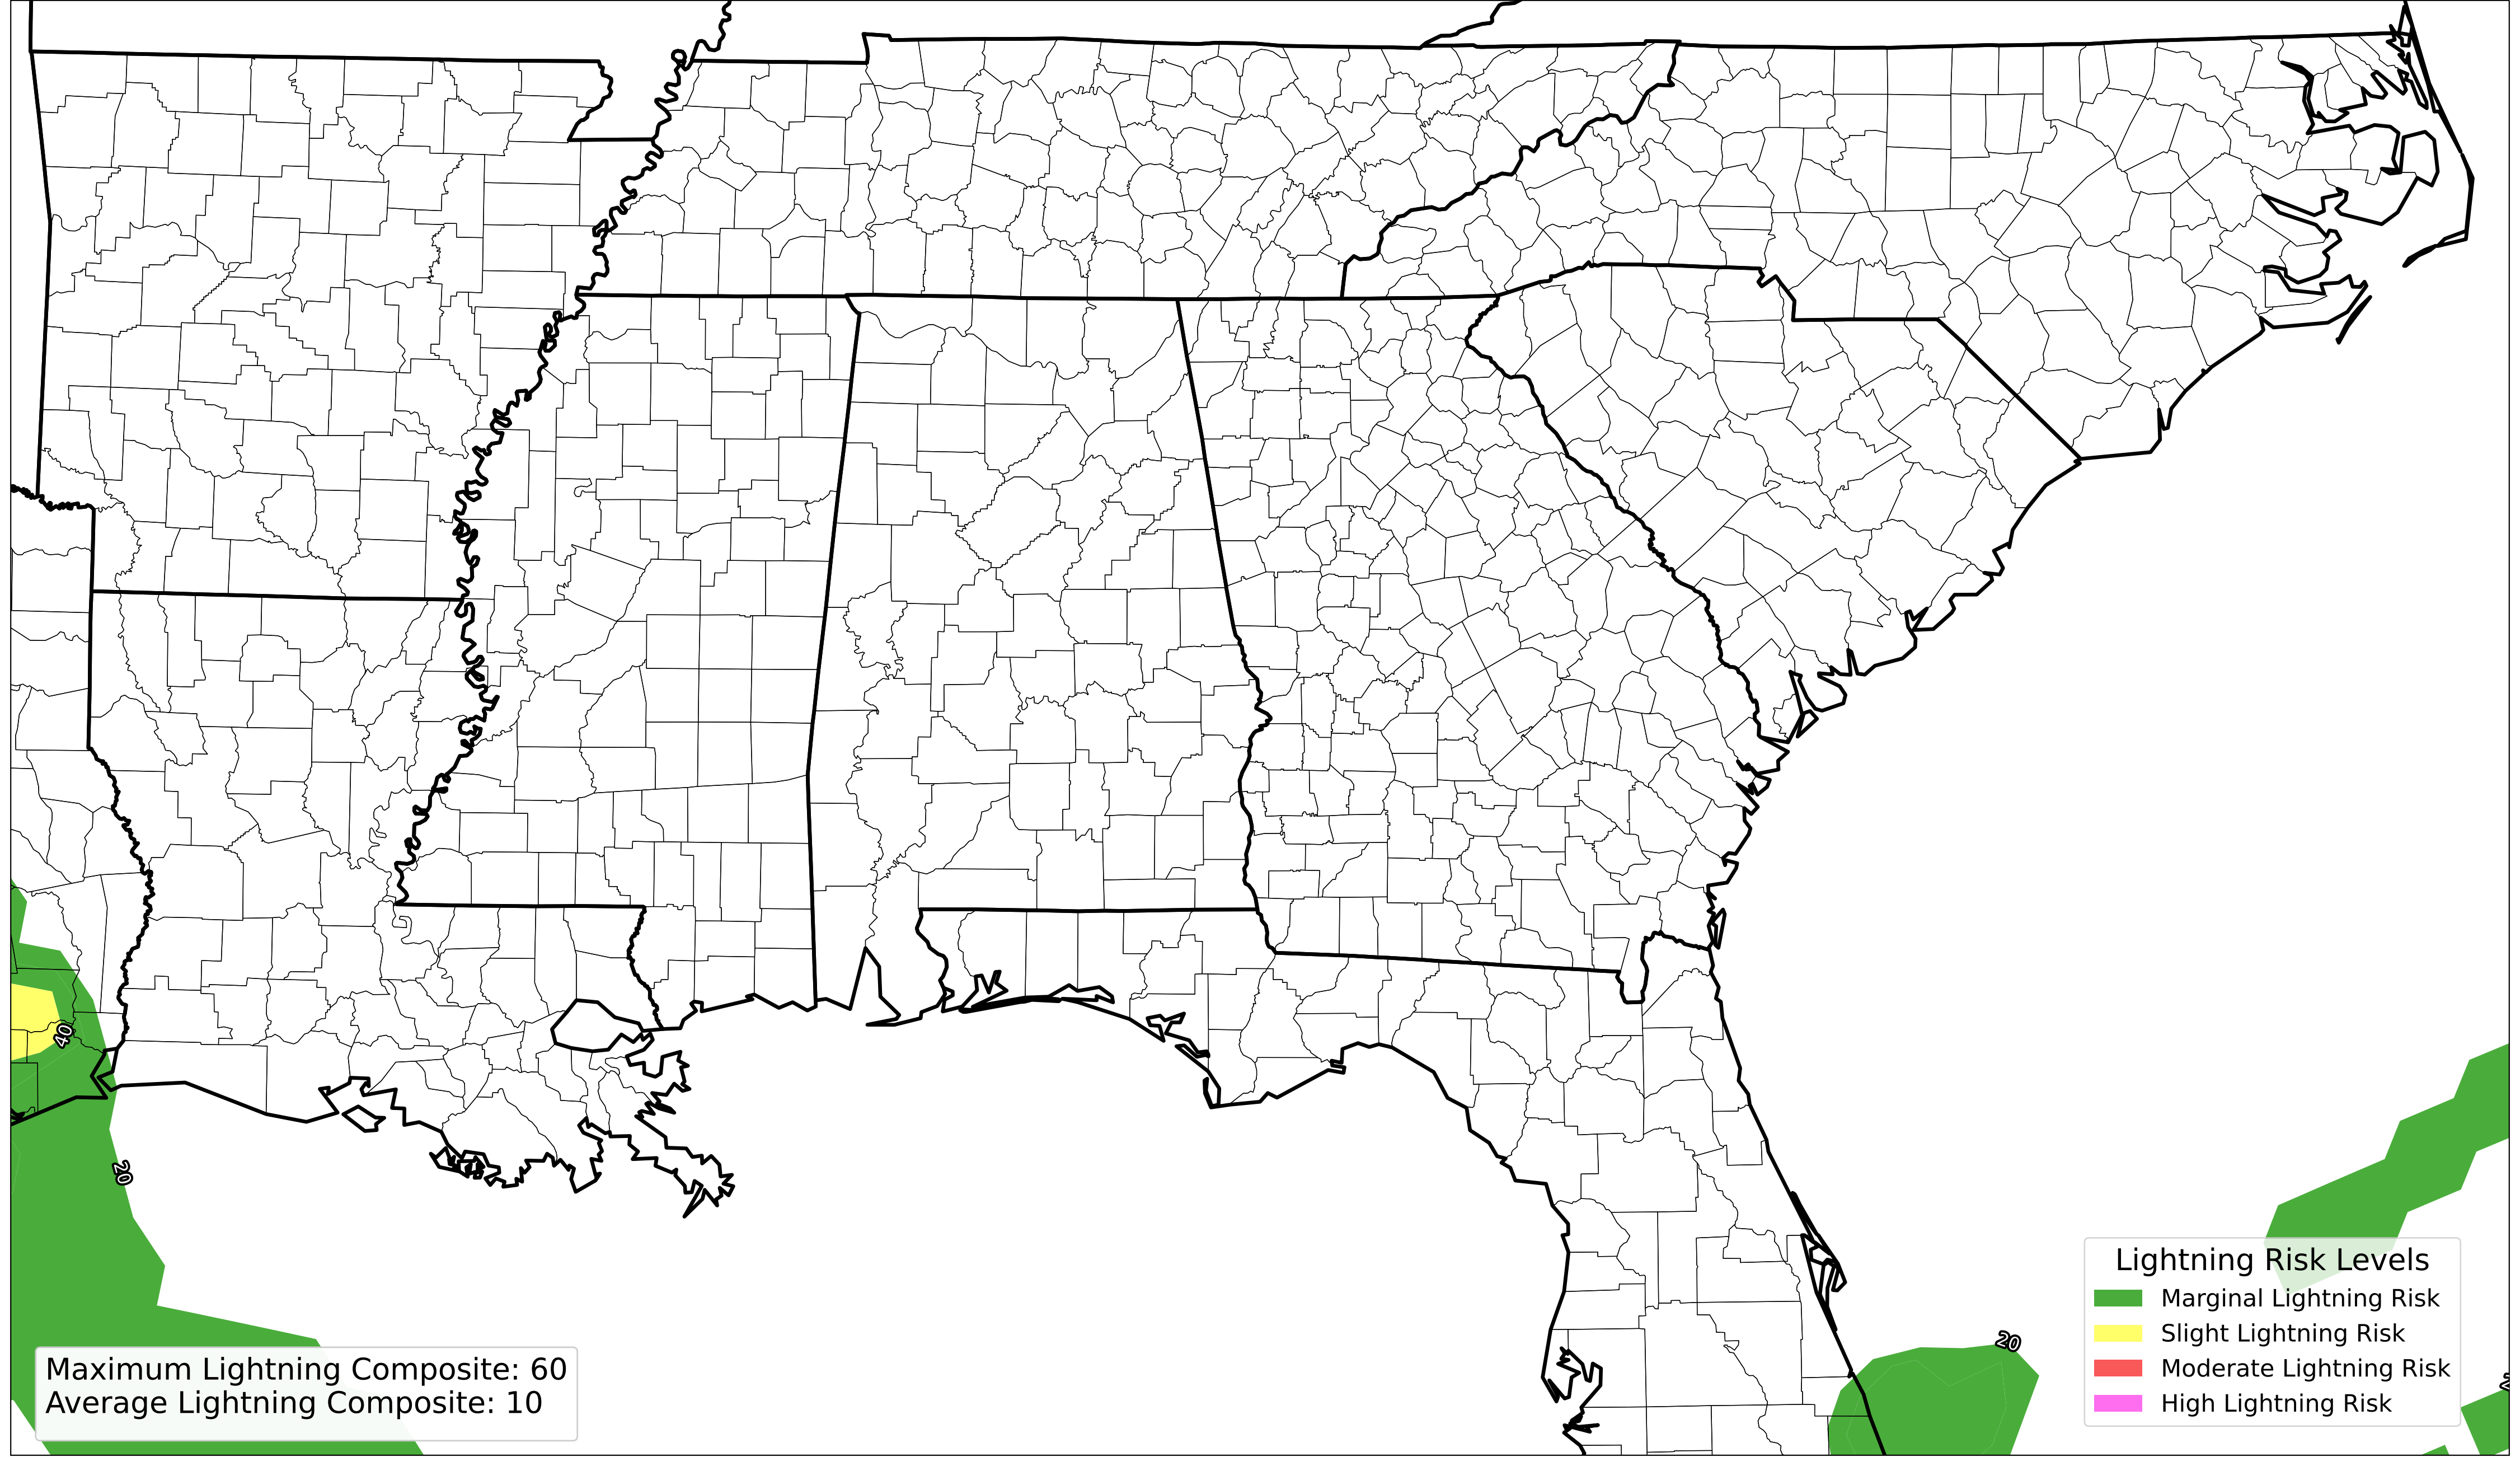 40
20
20
Maximum Lightning Composite: 60
Average Lightning Composite: 10
Lightning Risk Levels
Marginal Lightning Risk
Slight Lightning Risk
Moderate Lightning Risk
High Lightning Risk